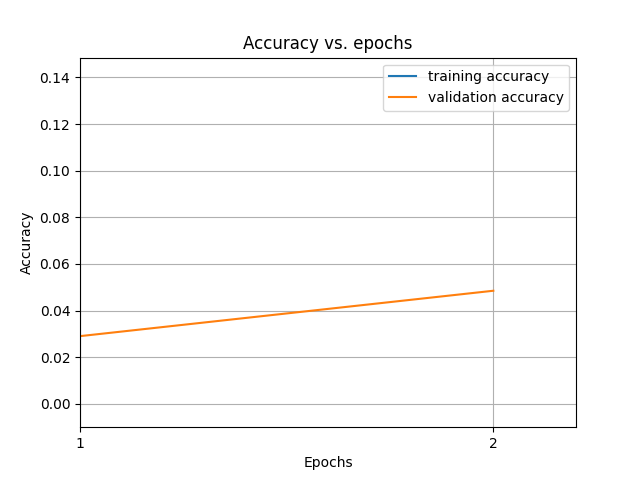 Accuracy vs. epochs
training accuracy
validation accuracy
0.14
0.12
0.10
0.08
0.06
0.04
0.02
0.00
Accuracy
1 2
Epochs